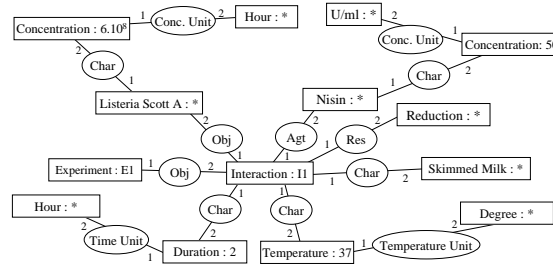 U/ml : *
Concentration : 6.10⁸ 1 Conc. Unit 2 Hour : *
2 Conc. Unit 1 Concentration: 50
1 Char 2
1 Char 2
Listeria Scott A : *
Nisin : *
2 Obj 1
2 Agt 1
1 Res 2
Reduction : *
Experiment : E1 1 Obj 2 Interaction : I1 1 Char 2 Skimmed Milk : *
1 Char 2
1 Char 2
Hour : *
Degree : *
2 Time Unit 1
Duration : 2
Temperature : 37
1 Temperature Unit 2